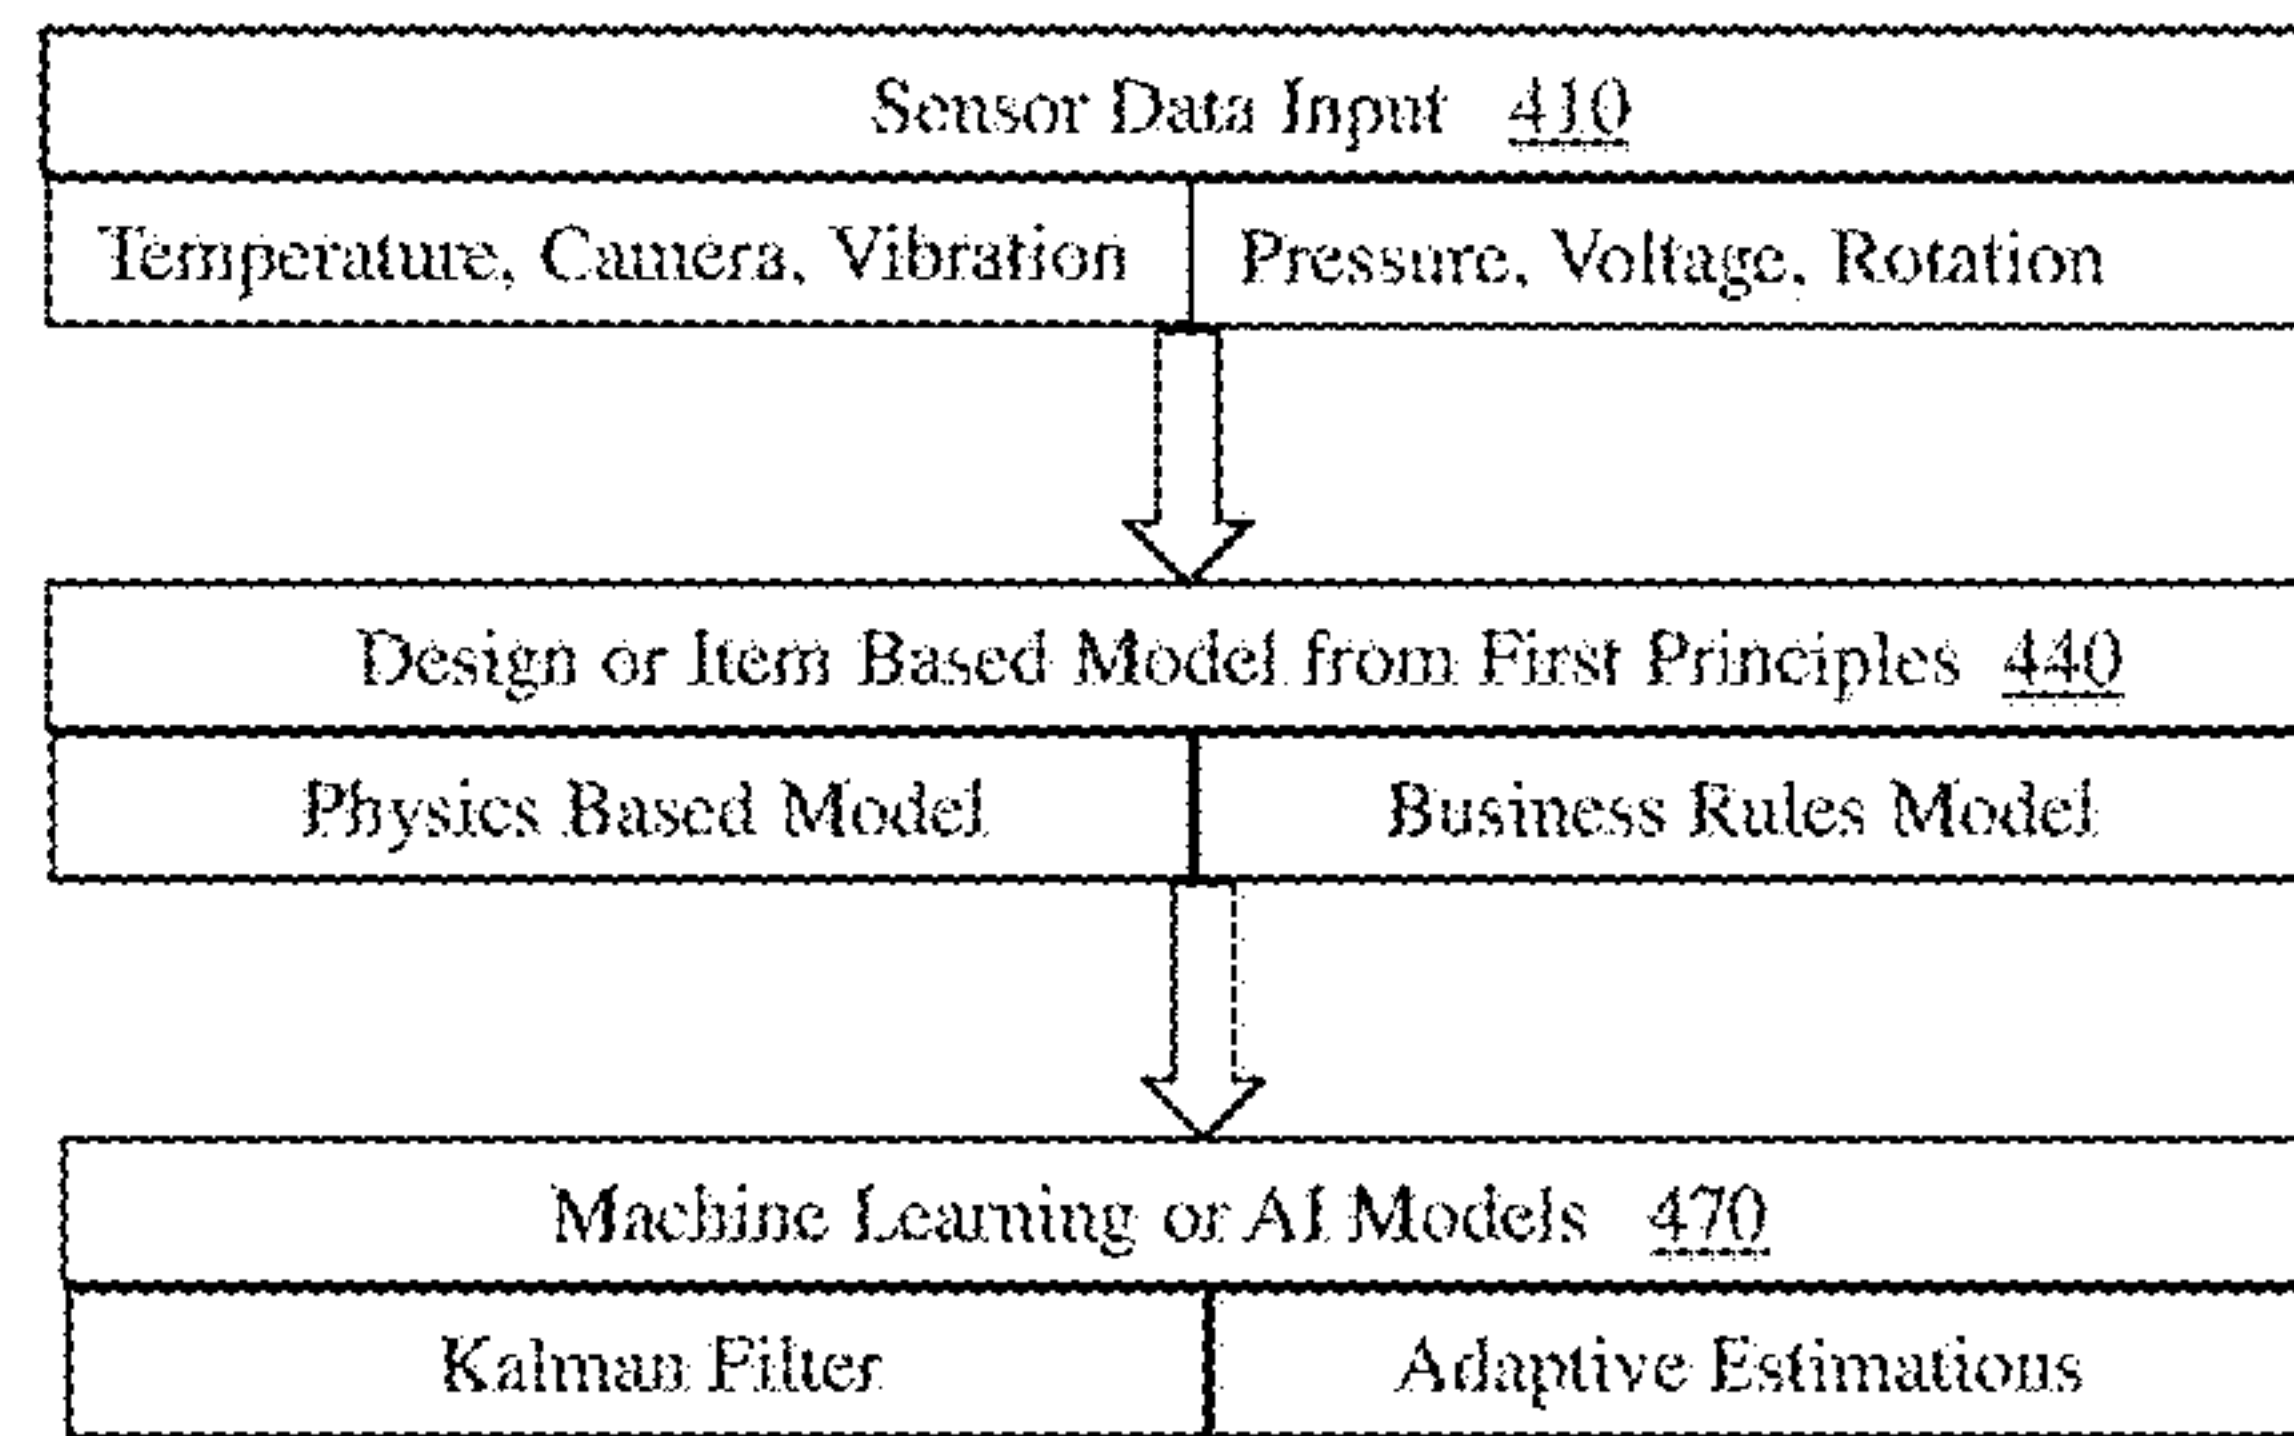 Sensor Data Input 410
Temperature, Camera, Vibration
Pressure, Voltage, Rotation
Design or Item Based Model from First Principles 440
Physics Based Model
Business Rules Model
Machine Learning or AI Models 470
Kalman Filter
Adaptive Estimations